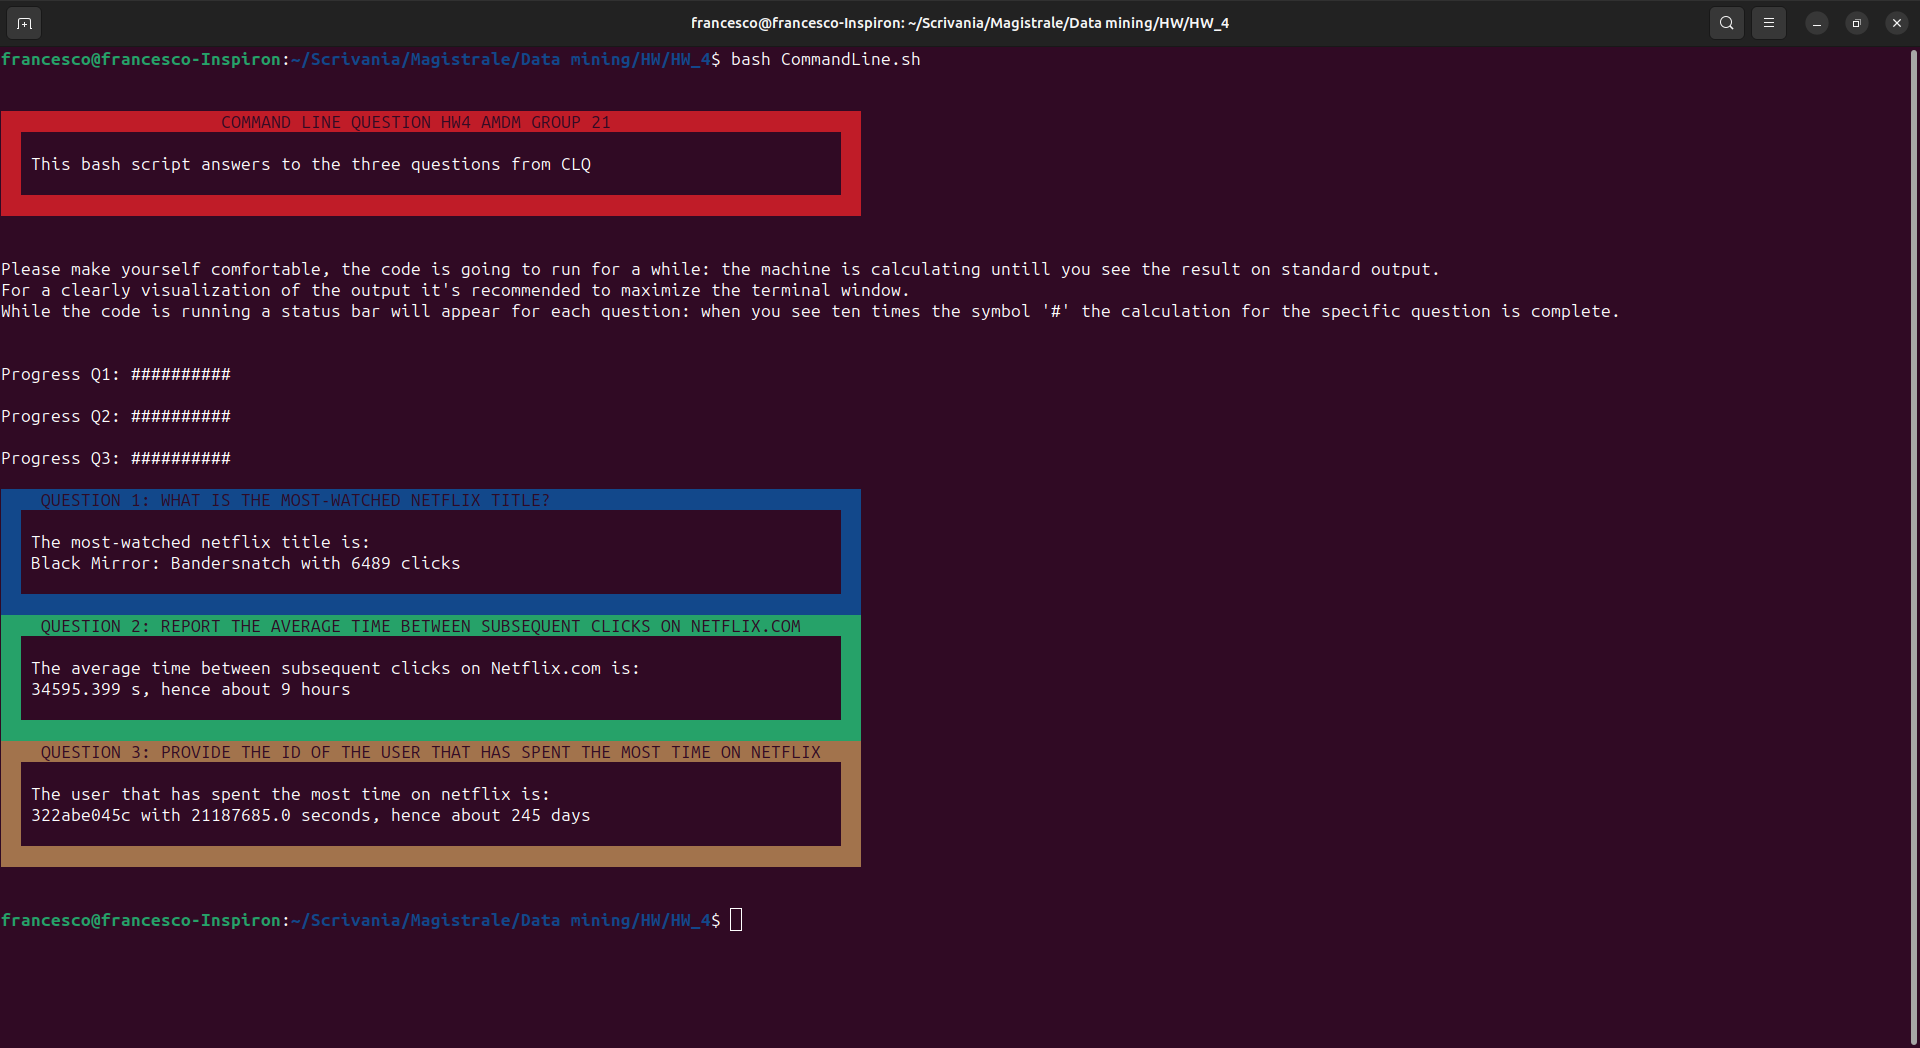 francesco@francesco-Inspiron: ~/Scrivania/Magistrale/Data mining/HW/HW_4
francesco@francesco-Inspiron:~/Scrivania/Magistrale/Data mining/HW/HW_4$ bash CommandLine.sh
COMMAND LINE QUESTION HW4 AMDM GROUP 21
This bash script answers to the three questions from CLQ
Please make yourself comfortable, the code is going to run for a while: the machine is calculating untill you see the result on standard output.
For a clearly visualization of the output it's recommended to maximize the terminal window.
While the code is running a status bar will appear for each question: when you see ten times the symbol '#' the calculation for the specific question is complete.
Progress Q1: ##########
Progress Q2: ##########
Progress Q3: ##########
QUESTION 1: WHAT IS THE MOST-WATCHED NETFLIX TITLE?
The most-watched netflix title is:
Black Mirror: Bandersnatch with 6489 clicks
QUESTION 2: REPORT THE AVERAGE TIME BETWEEN SUBSEQUENT CLICKS ON NETFLIX.COM
The average time between subsequent clicks on Netflix.com is:
34595.399 s, hence about 9 hours
QUESTION 3: PROVIDE THE ID OF THE USER THAT HAS SPENT THE MOST TIME ON NETFLIX
The user that has spent the most time on netflix is:
322abe045c with 21187685.0 seconds, hence about 245 days
francesco@francesco-Inspiron:~/Scrivania/Magistrale/Data mining/HW/HW_4$